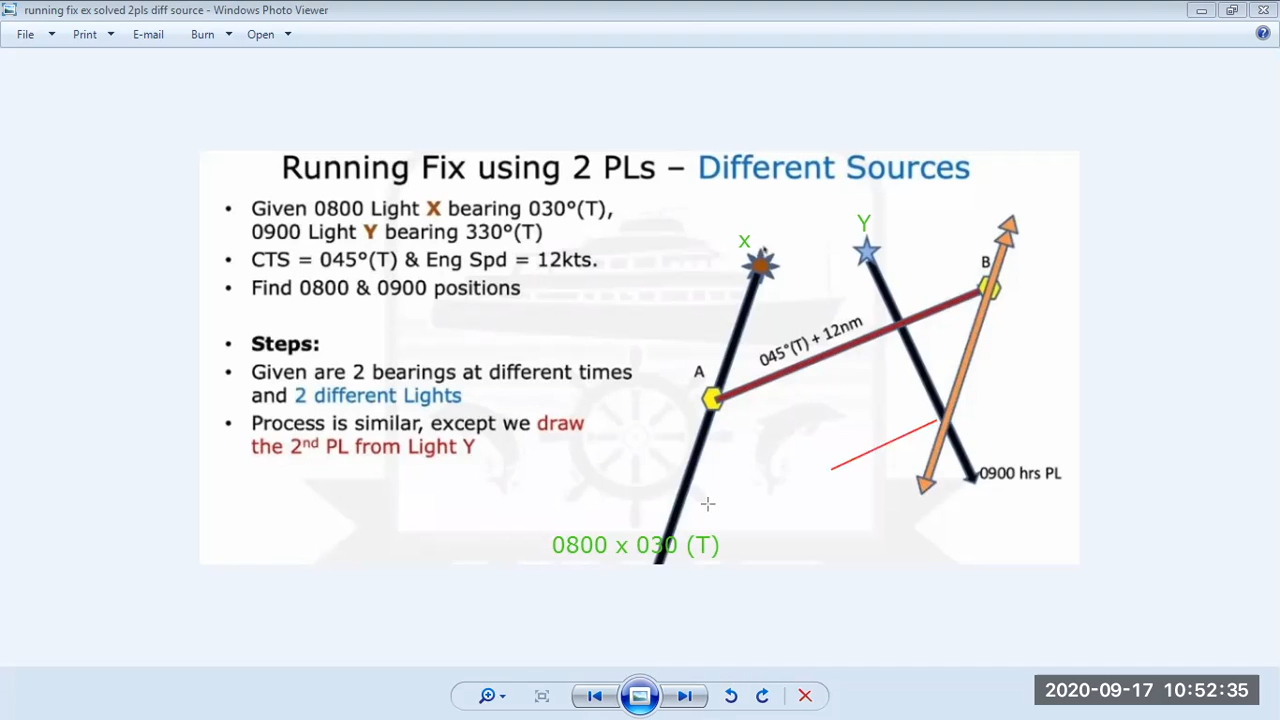 running fix ex solved 2pls diff source - Windows Photo Viewer
File Print E-mail Burn Open
Running Fix using 2 PLs – Different Sources
• Given 0800 Light X bearing 030°(T),
0900 Light Y bearing 330°(T)
• CTS = 045°(T) & Eng Spd = 12kts.
• Find 0800 & 0900 positions
• Steps:
• Given are 2 bearings at different times
and 2 different Lights
• Process is similar, except we draw
the 2nd PL from Light Y
x
Y
B
045°(T) + 12nm
A
0900 hrs PL
0800 x 030 (T)
2020-09-17 10:52:35